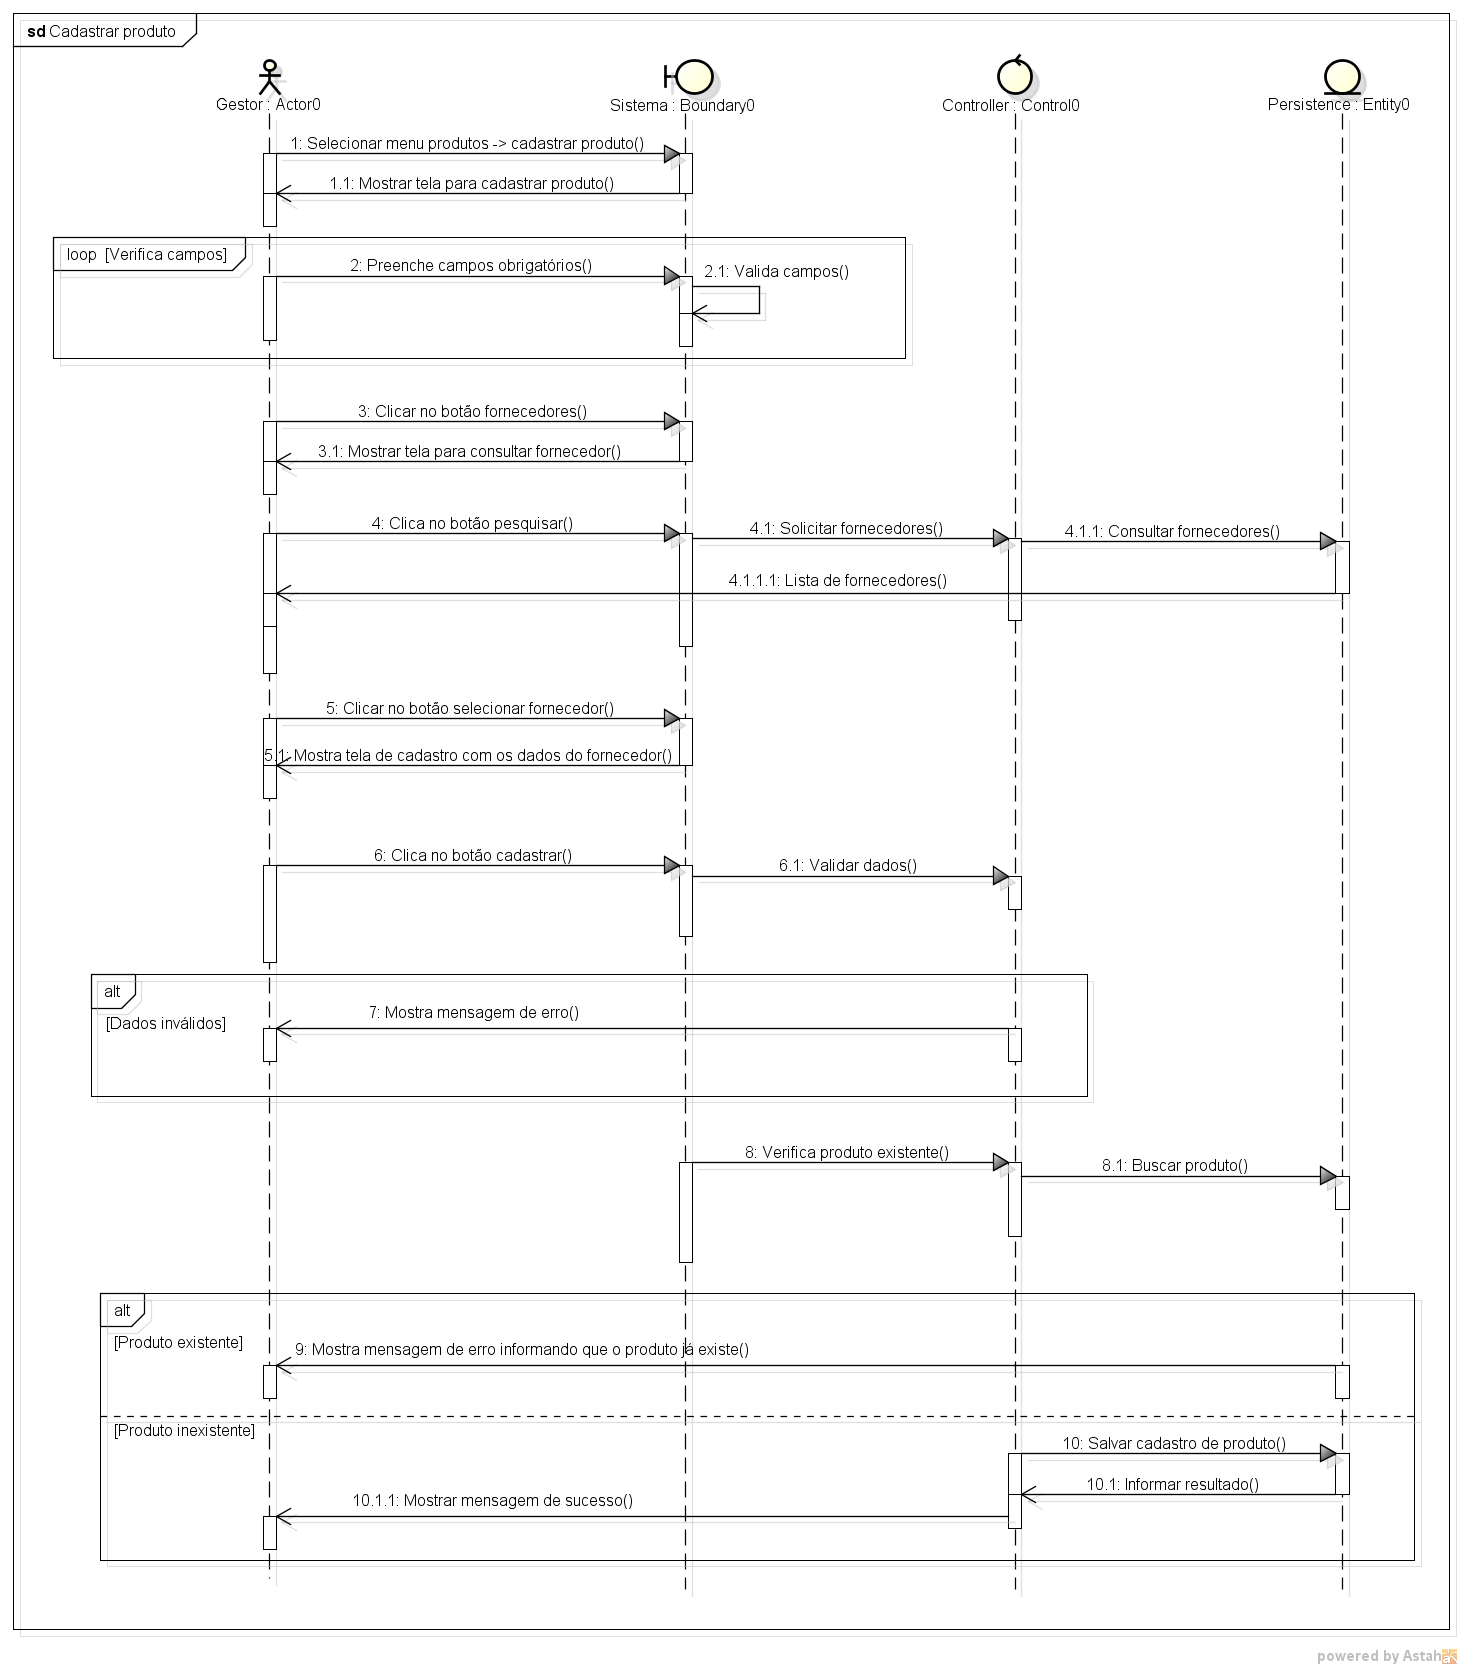 sd Cadastrar produto
Gestor : Actor0
Sistema : Boundary0
Controller : Control0
Persistence : Entity0
1: Selecionar menu produtos -> cadastrar produto()
1.1: Mostrar tela para cadastrar produto()
loop [Verifica campos]
2: Preenche campos obrigatórios()
2.1: Valida campos()
3: Clicar no botão fornecedores()
3.1: Mostrar tela para consultar fornecedor()
4: Clica no botão pesquisar()
4.1: Solicitar fornecedores()
4.1.1: Consultar fornecedores()
4.1.1.1: Lista de fornecedores()
5: Clicar no botão selecionar fornecedor()
5.1: Mostra tela de cadastro com os dados do fornecedor()
6: Clica no botão cadastrar()
6.1: Validar dados()
alt
[Dados inválidos]
7: Mostra mensagem de erro()
8: Verifica produto existente()
8.1: Buscar produto()
alt
[Produto existente]
9: Mostra mensagem de erro informando que o produto já existe()
[Produto inexistente]
10: Salvar cadastro de produto()
10.1: Informar resultado()
10.1.1: Mostrar mensagem de sucesso()
powered by Astah